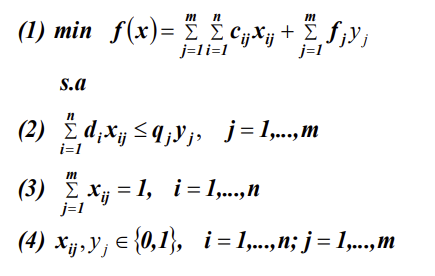 (1) min f(x) = Σ_{j=1}^{m} Σ_{i=1}^{n} c_{ij} x_{ij} + Σ_{j=1}^{m} f_j y_j
s.a
(2) Σ_{i=1}^{n} d_i x_{ij} ≤ q_j y_j, j = 1,...,m
(3) Σ_{j=1}^{m} x_{ij} = 1, i = 1,...,n
(4) x_{ij}, y_j ∈ {0,1}, i = 1,...,n; j = 1,...,m